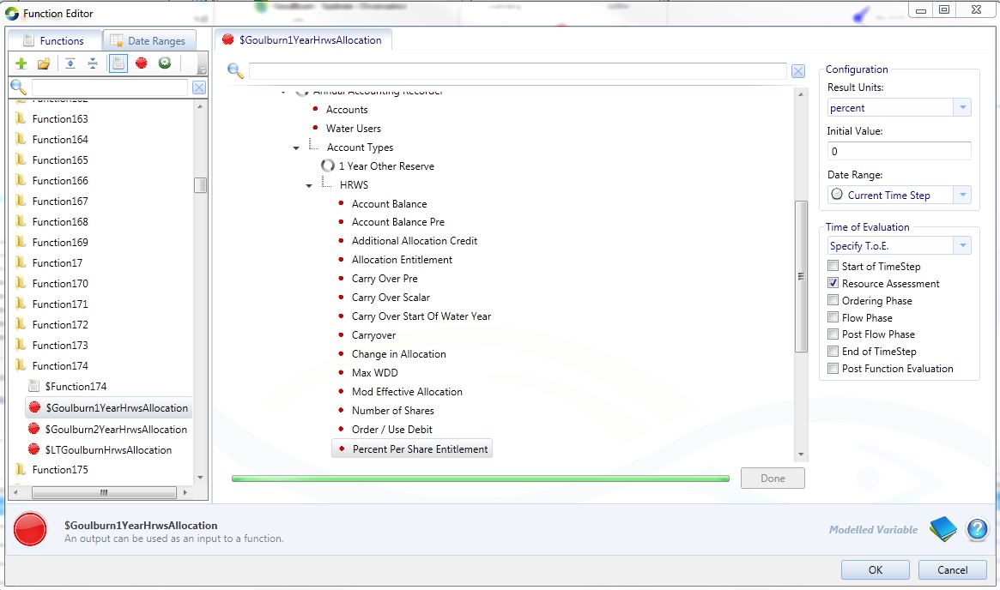 Function Editor
Functions
Date Ranges
Function162
Function163
Function164
Function165
Function166
Function167
Function168
Function169
Function17
Function170
Function171
Function172
Function173
Function174
$Function174
$Goulburn1YearHrwsAllocation
$Goulburn2YearHrwsAllocation
$LTGoulburnHrwsAllocation
Function175
$Goulburn1YearHrwsAllocation
Annual Accounting Recorder
Accounts
Water Users
Account Types
1 Year Other Reserve
HRWS
Account Balance
Account Balance Pre
Additional Allocation Credit
Allocation Entitlement
Carry Over Pre
Carry Over Scalar
Carry Over Start Of Water Year
Carryover
Change in Allocation
Max WDD
Mod Effective Allocation
Number of Shares
Order / Use Debit
Percent Per Share Entitlement
Done
Configuration
Result Units:
percent
Initial Value:
0
Date Range:
Current Time Step
Time of Evaluation
Specify T.o.E.
Start of TimeStep
Resource Assessment
Ordering Phase
Flow Phase
Post Flow Phase
End of TimeStep
Post Function Evaluation
$Goulburn1YearHrwsAllocation
An output can be used as an input to a function.
Modelled Variable
OK
Cancel